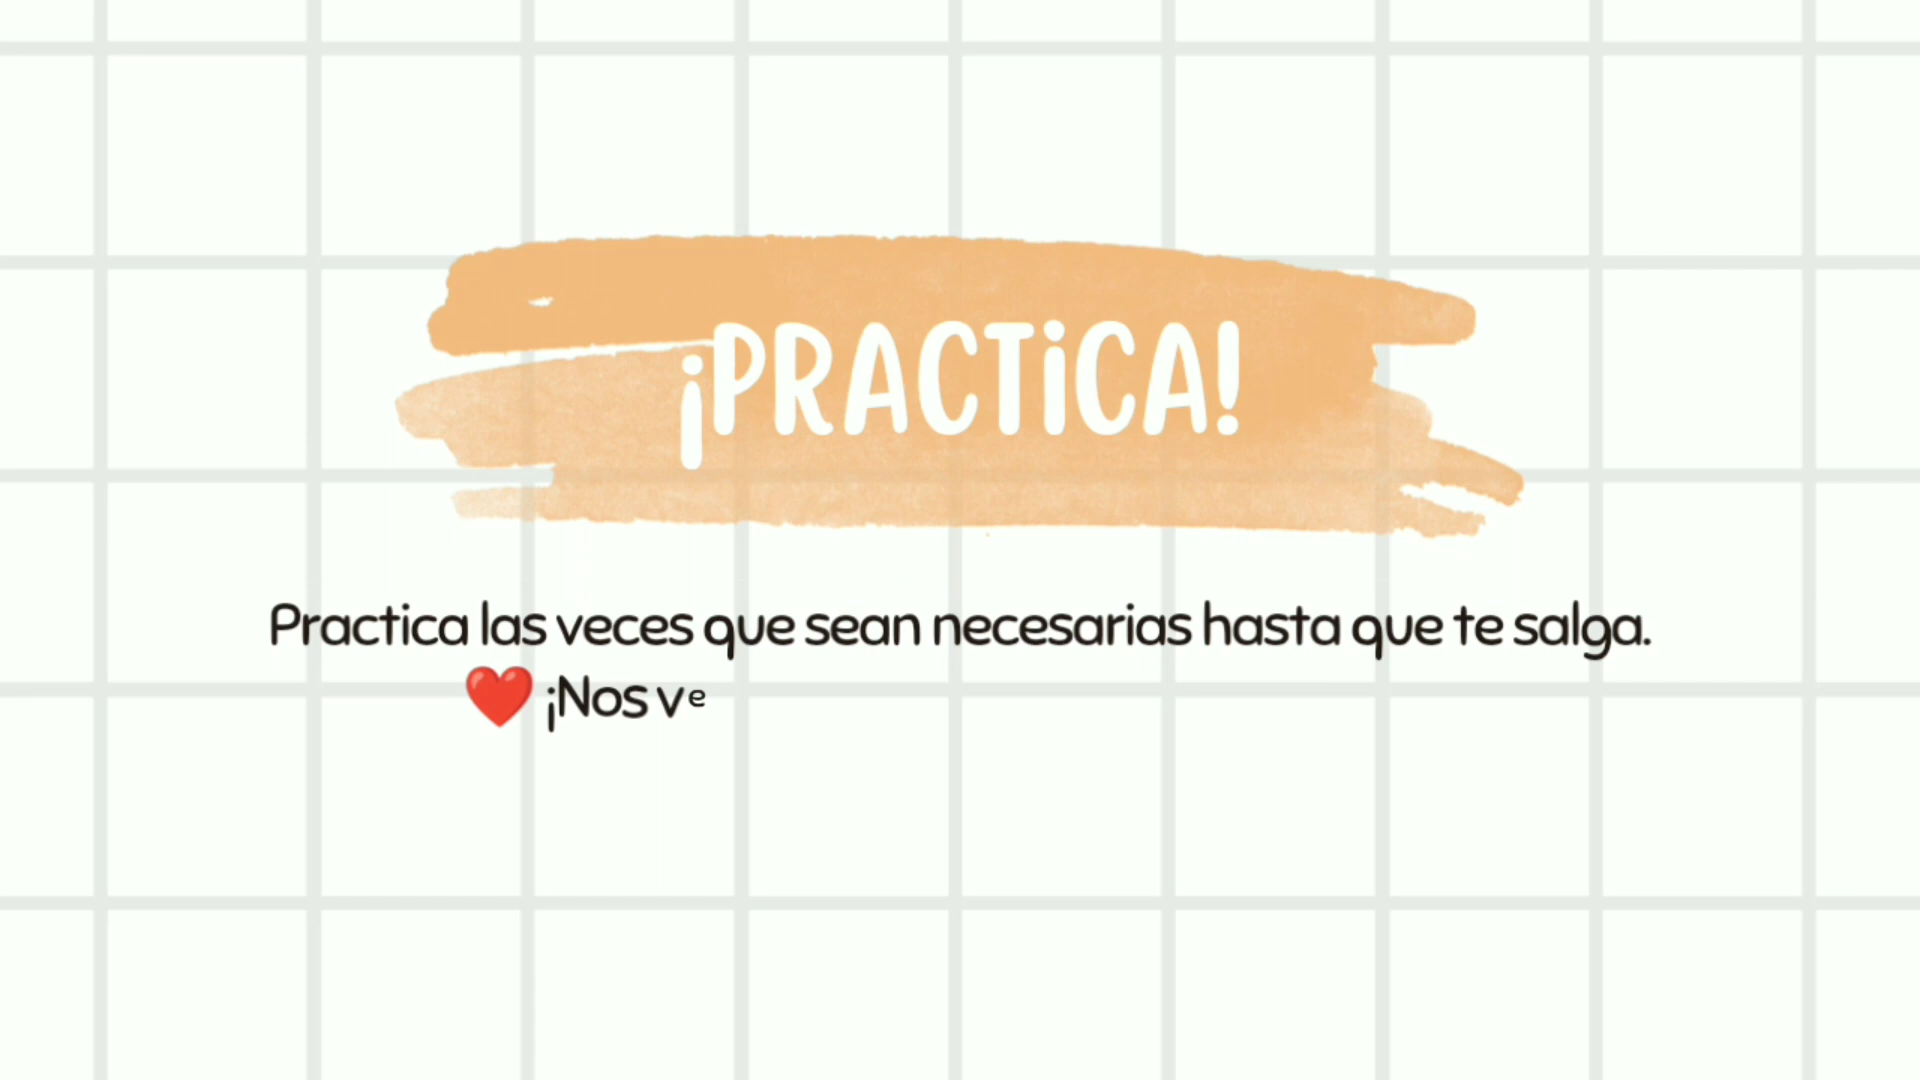 ¡PRACTiCA!
Practica las veces que sean necesarias hasta que te salga.
❤️ ¡Nos ve